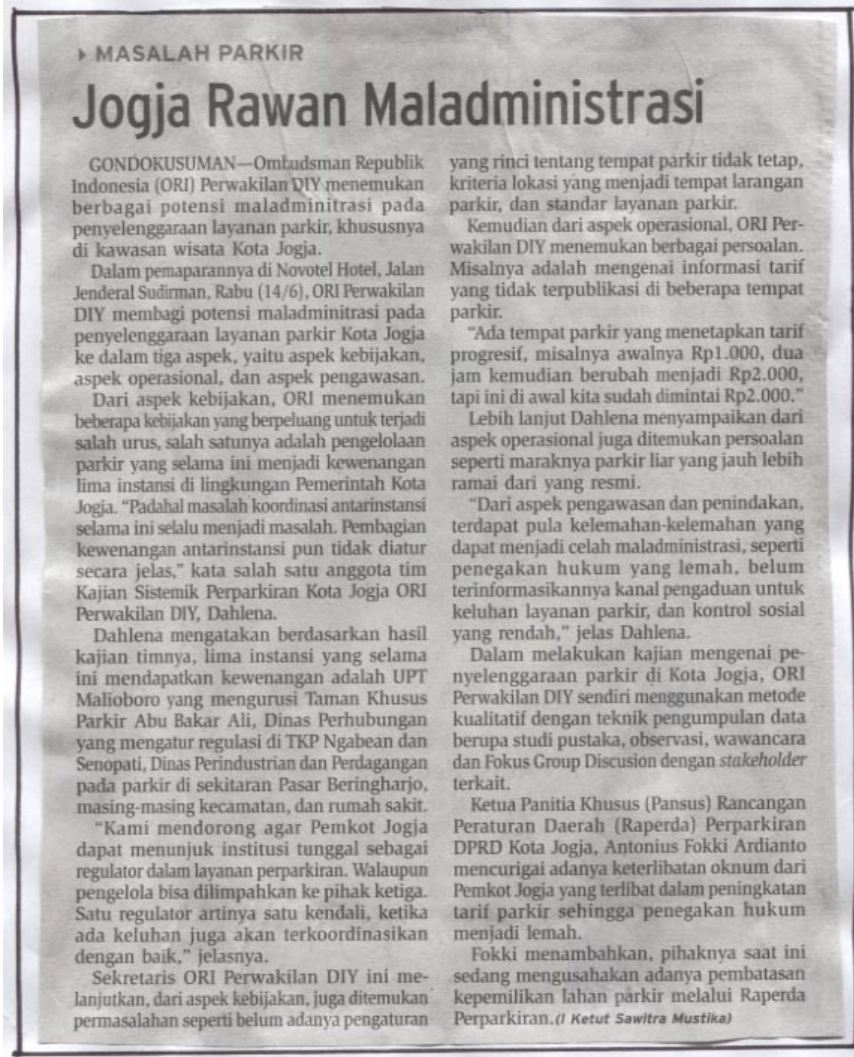 MASALAH PARKIR
Jogja Rawan Maladministrasi
GONDOKUSUMAN—Ombudsman Republik
Indonesia (ORI) Perwakilan DIY menemukan
berbagai potensi maladminitrasi pada
penyelenggaraan layanan parkir, khususnya
di kawasan wisata Kota Jogja.
Dalam pemaparannya di Novotel Hotel, Jalan
Jenderal Sudirman, Rabu (14/6), ORI Perwakilan
DIY membagi potensi maladminitrasi pada
penyelenggaraan layanan parkir Kota Jogja
ke dalam tiga aspek, yaitu aspek kebijakan,
aspek operasional, dan aspek pengawasan.
Dari aspek kebijakan, ORI menemukan
beberapa kebijakan yang berpeluang untuk terjadi
salah urus, salah satunya adalah pengelolaan
parkir yang selama ini menjadi kewenangan
lima instansi di lingkungan Pemerintah Kota
Jogja. “Padahal masalah koordinasi antarinstansi
selama ini selalu menjadi masalah. Pembagian
kewenangan antarinstansi pun tidak diatur
secara jelas,” kata salah satu anggota tim
Kajian Sistemik Perparkiran Kota Jogja ORI
Perwakilan DIY, Dahlena.
Dahlena mengatakan berdasarkan hasil
kajian timnya, lima instansi yang selama
ini mendapatkan kewenangan adalah UPT
Malioboro yang mengurusi Taman Khusus
Parkir Abu Bakar Ali, Dinas Perhubungan
yang mengatur regulasi di TKP Ngabean dan
Senopati, Dinas Perindustrian dan Perdagangan
pada parkir di sekitaran Pasar Beringharjo,
masing-masing kecamatan, dan rumah sakit.
“Kami mendorong agar Pemkot Jogja
dapat menunjuk institusi tunggal sebagai
regulator dalam layanan perparkiran. Walaupun
pengelola bisa dilimpahkan ke pihak ketiga.
Satu regulator artinya satu kendali, ketika
ada keluhan juga akan terkoordinasikan
dengan baik,” jelasnya.
Sekretaris ORI Perwakilan DIY ini me-
lanjutkan, dari aspek kebijakan, juga ditemukan
permasalahan seperti belum adanya pengaturan
yang rinci tentang tempat parkir tidak tetap,
kriteria lokasi yang menjadi tempat larangan
parkir, dan standar layanan parkir.
Kemudian dari aspek operasional, ORI Per-
wakilan DIY menemukan berbagai persoalan.
Misalnya adalah mengenai informasi tarif
yang tidak terpublikasi di beberapa tempat
parkir.
“Ada tempat parkir yang menetapkan tarif
progresif, misalnya awalnya Rp1.000, dua
jam kemudian berubah menjadi Rp2.000,
tapi ini di awal kita sudah dimintai Rp2.000.”
Lebih lanjut Dahlena menyampaikan dari
aspek operasional juga ditemukan persoalan
seperti maraknya parkir liar yang jauh lebih
ramai dari yang resmi.
“Dari aspek pengawasan dan penindakan,
terdapat pula kelemahan-kelemahan yang
dapat menjadi celah maladministrasi, seperti
penegakan hukum yang lemah, belum
terinformasikannya kanal pengaduan untuk
keluhan layanan parkir, dan kontrol sosial
yang rendah,” jelas Dahlena.
Dalam melakukan kajian mengenai pe-
nyelenggaraan parkir di Kota Jogja, ORI
Perwakilan DIY sendiri menggunakan metode
kualitatif dengan teknik pengumpulan data
berupa studi pustaka, observasi, wawancara
dan Fokus Group Discusion dengan stakeholder
terkait.
Ketua Panitia Khusus (Pansus) Rancangan
Peraturan Daerah (Raperda) Perparkiran
DPRD Kota Jogja, Antonius Fokki Ardianto
mencurigai adanya keterlibatan oknum dari
Pemkot Jogja yang terlibat dalam peningkatan
tarif parkir sehingga penegakan hukum
menjadi lemah.
Fokki menambahkan, pihaknya saat ini
sedang mengusahakan adanya pembatasan
kepemilikan lahan parkir melalui Raperda
Perparkiran. (I Ketut Sawitra Mustika)